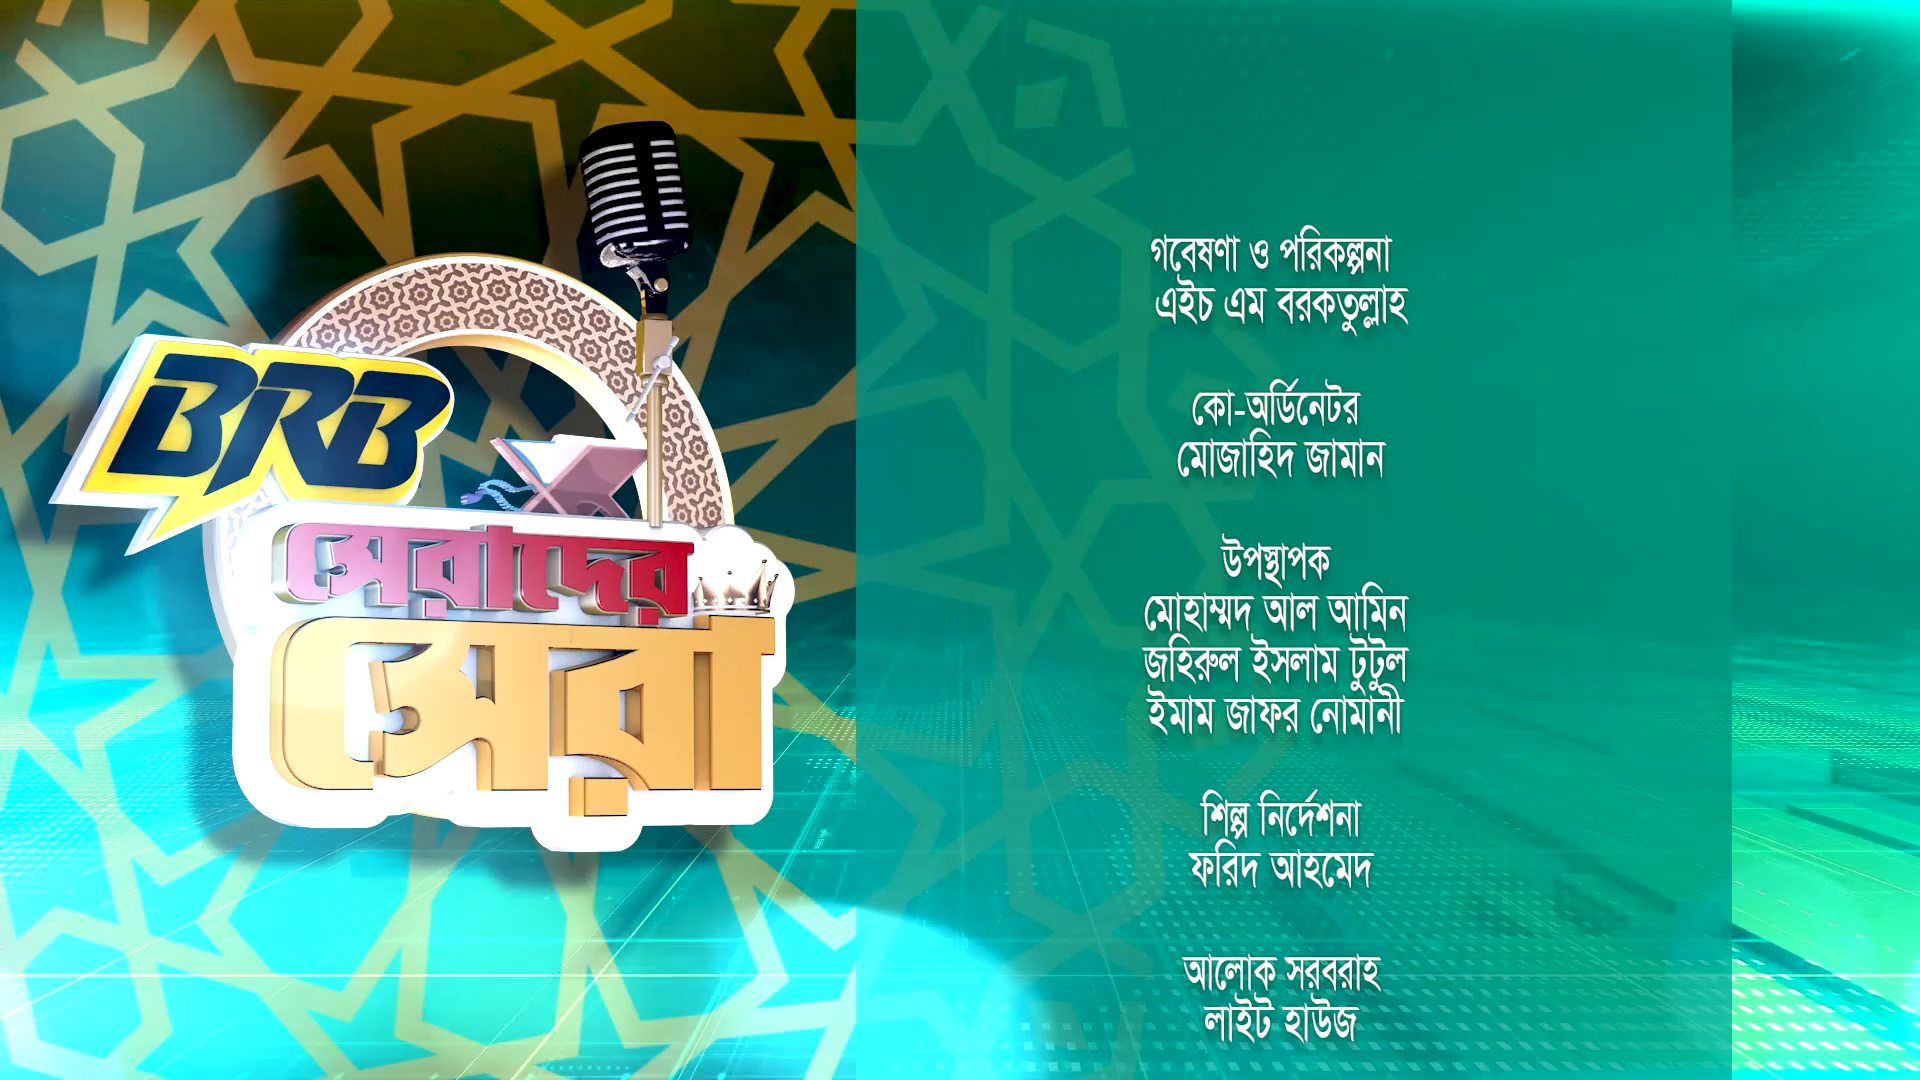 BRB
সেরাদের
সেরা
গবেষণা ও পরিকল্পনা
এইচ এম বরকতুল্লাহ
কো-অর্ডিনেটর
মোজাহিদ জামান
উপস্থাপক
মোহাম্মদ আল আমিন
জহিরুল ইসলাম টুটুল
ইমাম জাফর নোমানী
শিল্প নির্দেশনা
ফরিদ আহমেদ
আলোক সরবরাহ
লাইট হাউজ